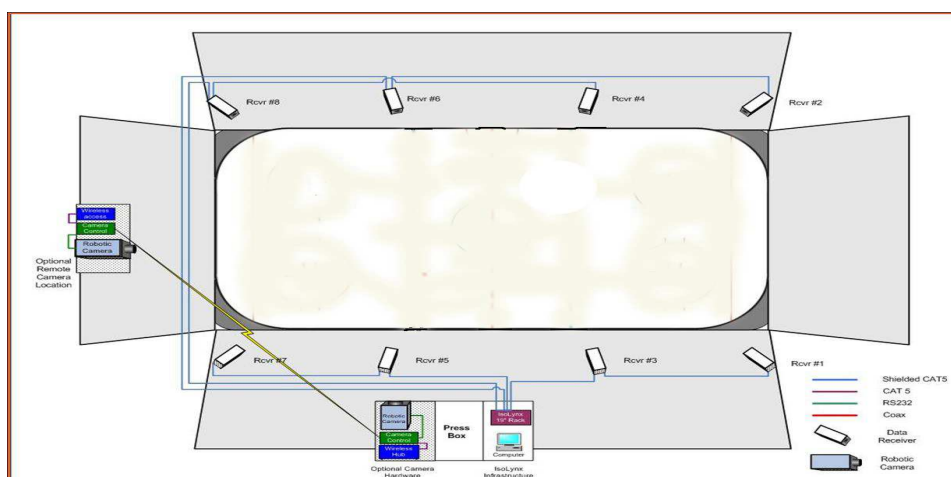 Rcvr #8
Rcvr #6
Rcvr #4
Rcvr #2
Wireless access
Camera Control
Robotic
Camera
Optional
Remote
Camera
Location
Rcvr #7
Rcvr #5
Rcvr #3
Rcvr #1
Shielded CAT5
CAT 5
RS232
Coax
Data
Receiver
Robotic
Camera
Robotic
Camera
Camera
Control
Wireless
Hub
Optional Camera
Hardware
Press
Box
IsoLynx
19" Rack
Computer
IsoLynx
Infrastructure